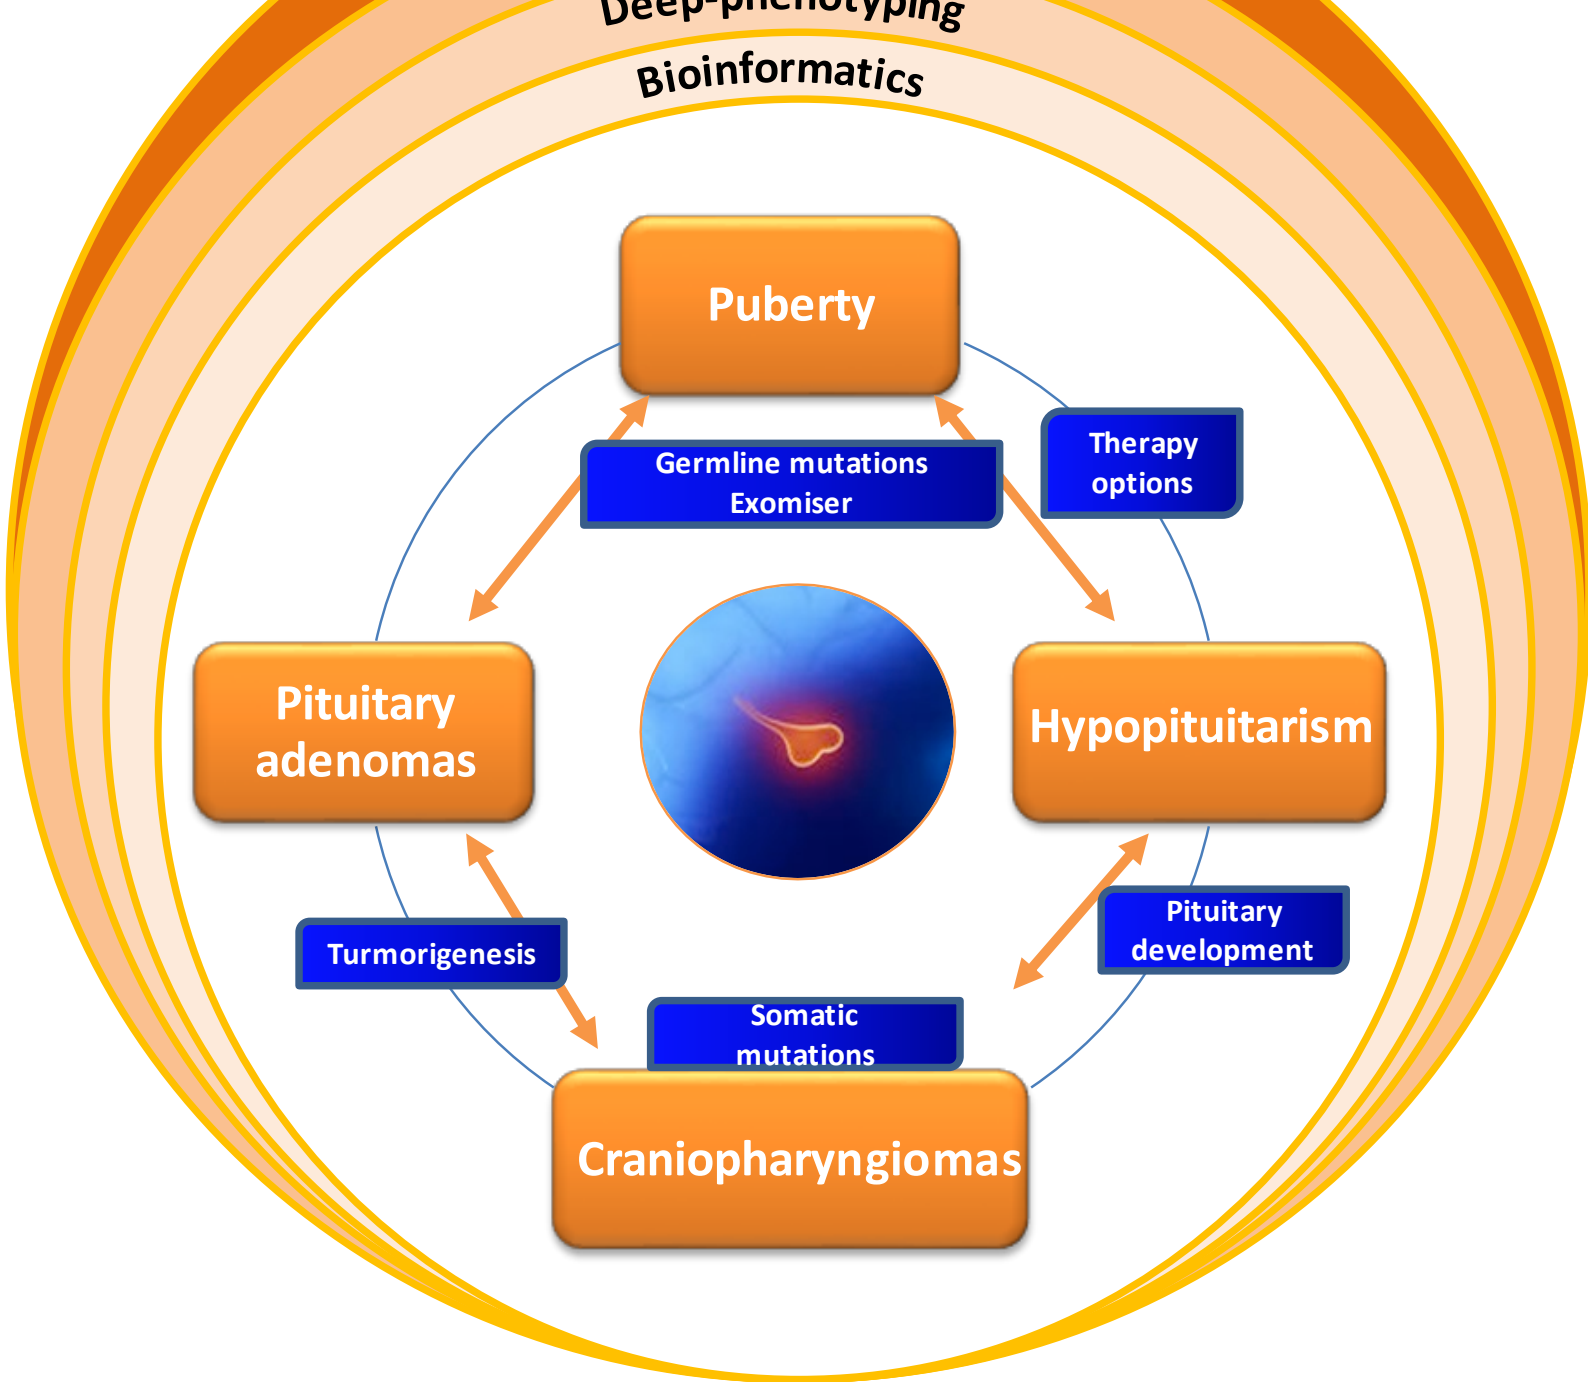 Deep-phenotyping
Bioinformatics
Puberty
Therapy
options
Germline mutations
Exomiser
Pituitary
adenomas
Hypopituitarism
Pituitary
development
Turmorigenesis
Somatic
mutations
Craniopharyngiomas